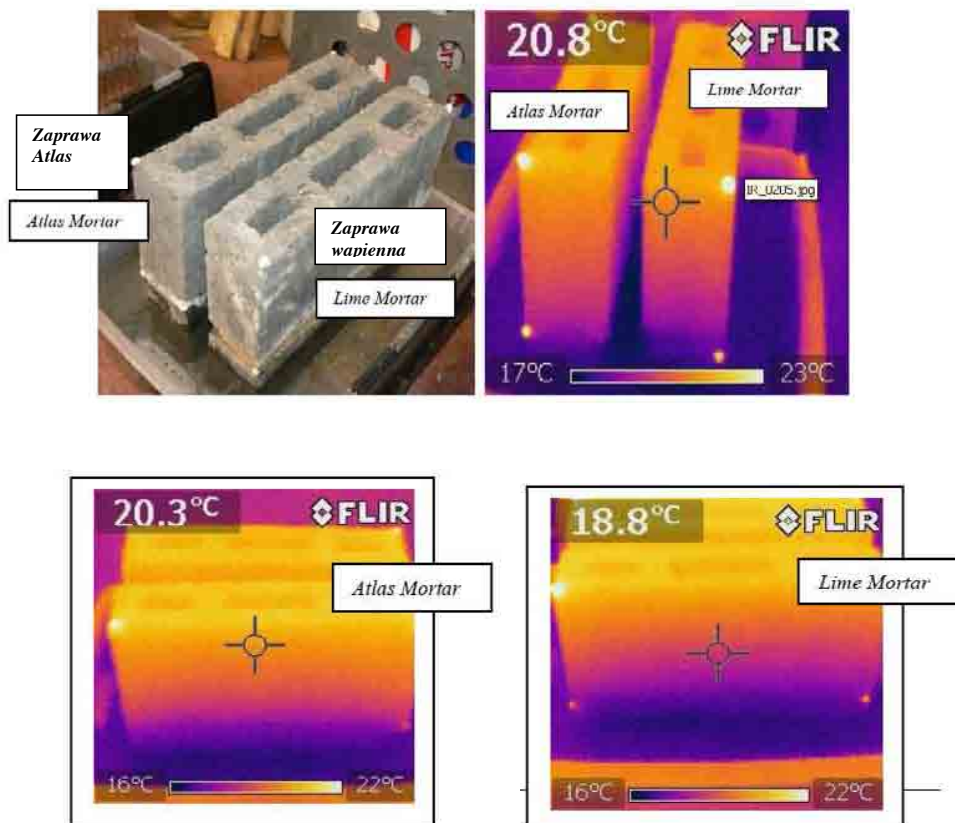 Zaprawa
Atlas
Atlas Mortar
Zaprawa
wapienna
Lime Mortar
20.8°C
FLIR
Atlas Mortar
Lime Mortar
IR_0205.jpg
17°C
23°C
20.3°C
FLIR
Atlas Mortar
16°C
22°C
18.8°C
FLIR
Lime Mortar
16°C
22°C